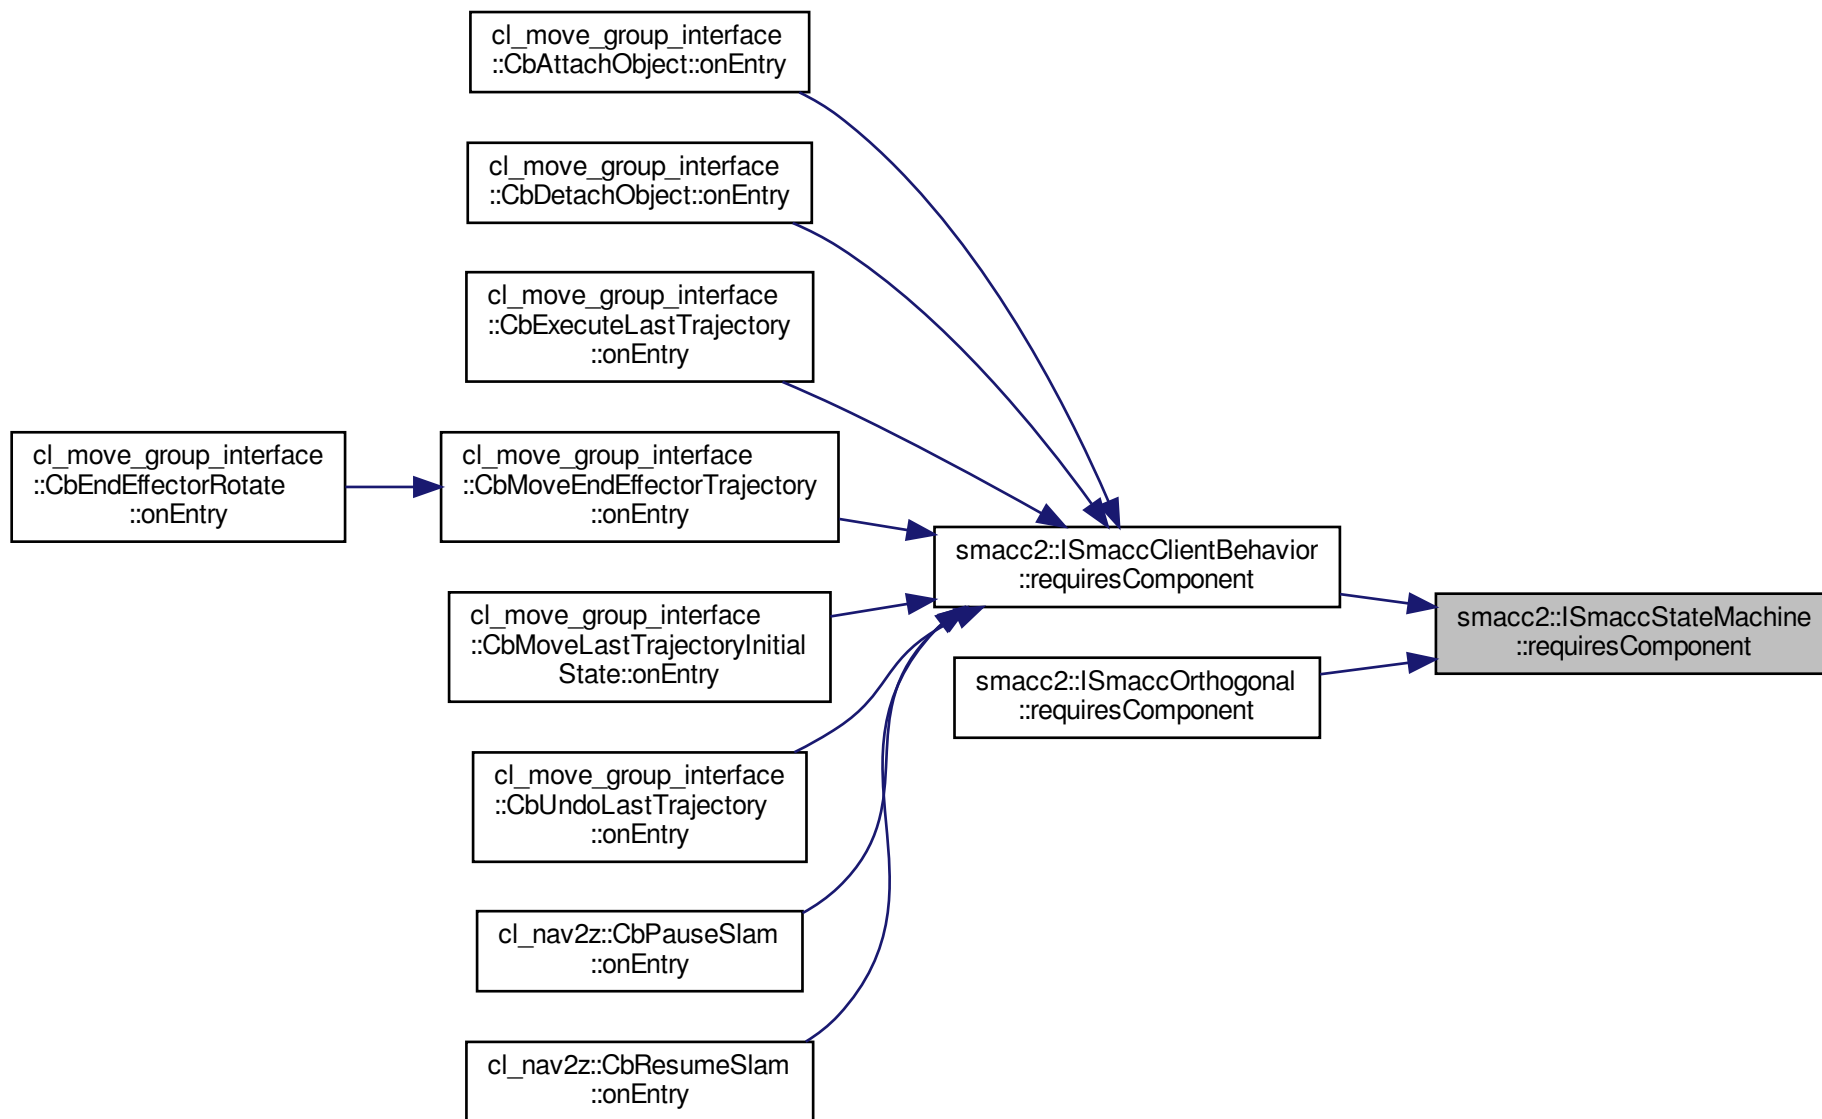 cl_move_group_interface
::CbAttachObject::onEntry
cl_move_group_interface
::CbDetachObject::onEntry
cl_move_group_interface
::CbExecuteLastTrajectory
::onEntry
cl_move_group_interface
::CbEndEffectorRotate
::onEntry
cl_move_group_interface
::CbMoveEndEffectorTrajectory
::onEntry
smacc2::ISmaccClientBehavior
::requiresComponent
smacc2::ISmaccStateMachine
::requiresComponent
cl_move_group_interface
::CbMoveLastTrajectoryInitial
State::onEntry
smacc2::ISmaccOrthogonal
::requiresComponent
cl_move_group_interface
::CbUndoLastTrajectory
::onEntry
cl_nav2z::CbPauseSlam
::onEntry
cl_nav2z::CbResumeSlam
::onEntry